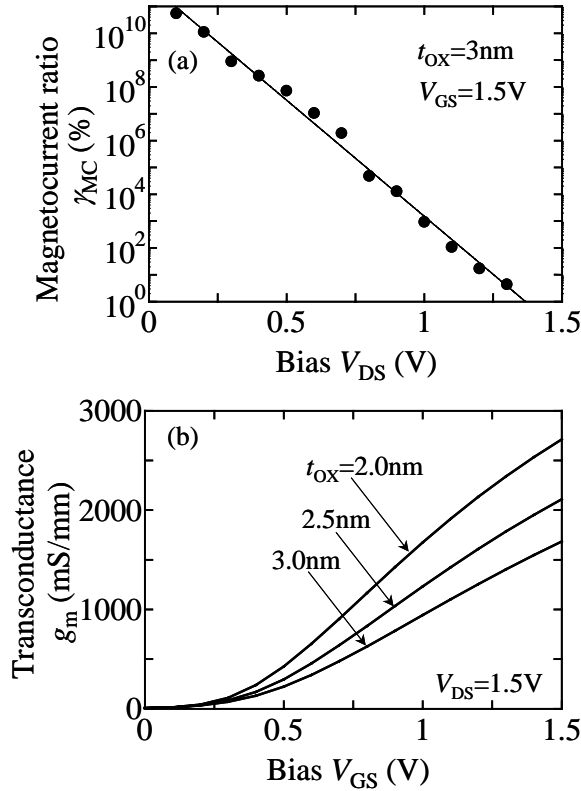 (a)
t_OX=3nm
V_GS=1.5V
Magnetocurrent ratio
γ_MC (%)
10^10
10^8
10^6
10^4
10^2
10^0
0
0.5
1
1.5
Bias V_DS (V)
(b)
t_OX=2.0nm
2.5nm
3.0nm
V_DS=1.5V
Transconductance
g_m (mS/mm)
3000
2000
1000
0
0
0.5
1
1.5
Bias V_GS (V)